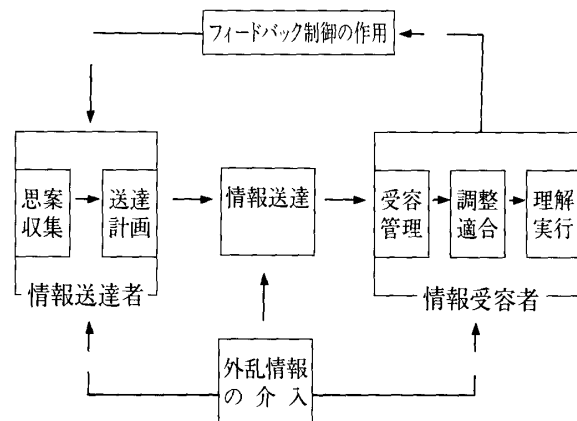 フィードバック制御の作用
思案
収集
送達
計画
情報送達者
情報送達
受容
管理
調整
適合
理解
実行
情報受容者
外乱情報
の介入